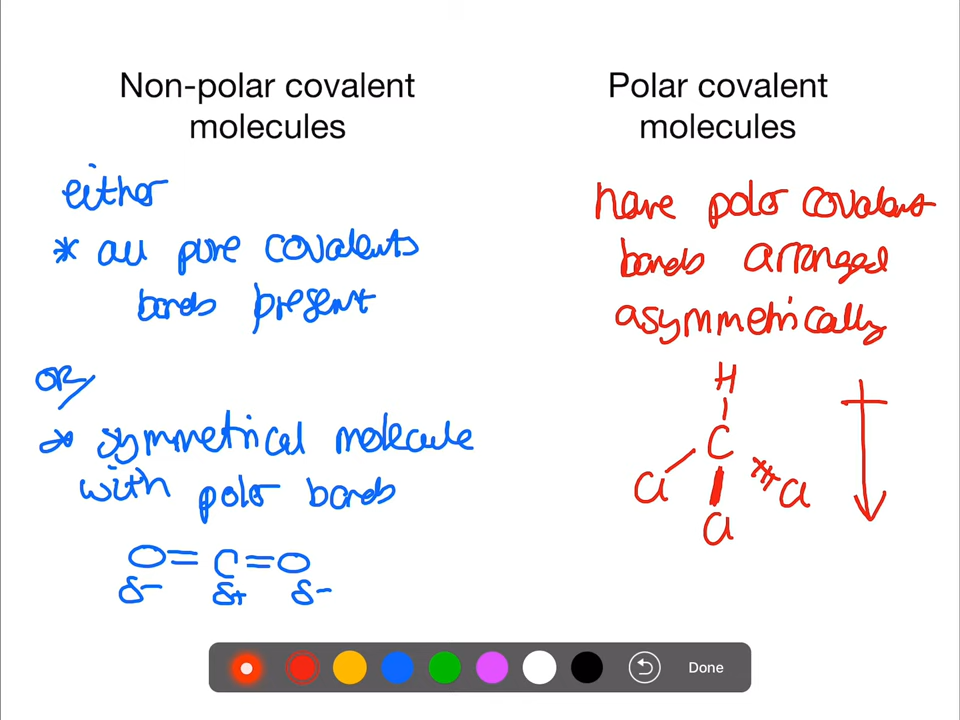 Non-polar covalent
molecules
either
* all pure covalents
bonds present
OR
* symmetrical molecule
with polar bonds
O=C=O
δ- δ+ δ-
Polar covalent
molecules
have polar covalent
bonds arranged
asymmetrically
H
C
Cl Cl
Cl
Done